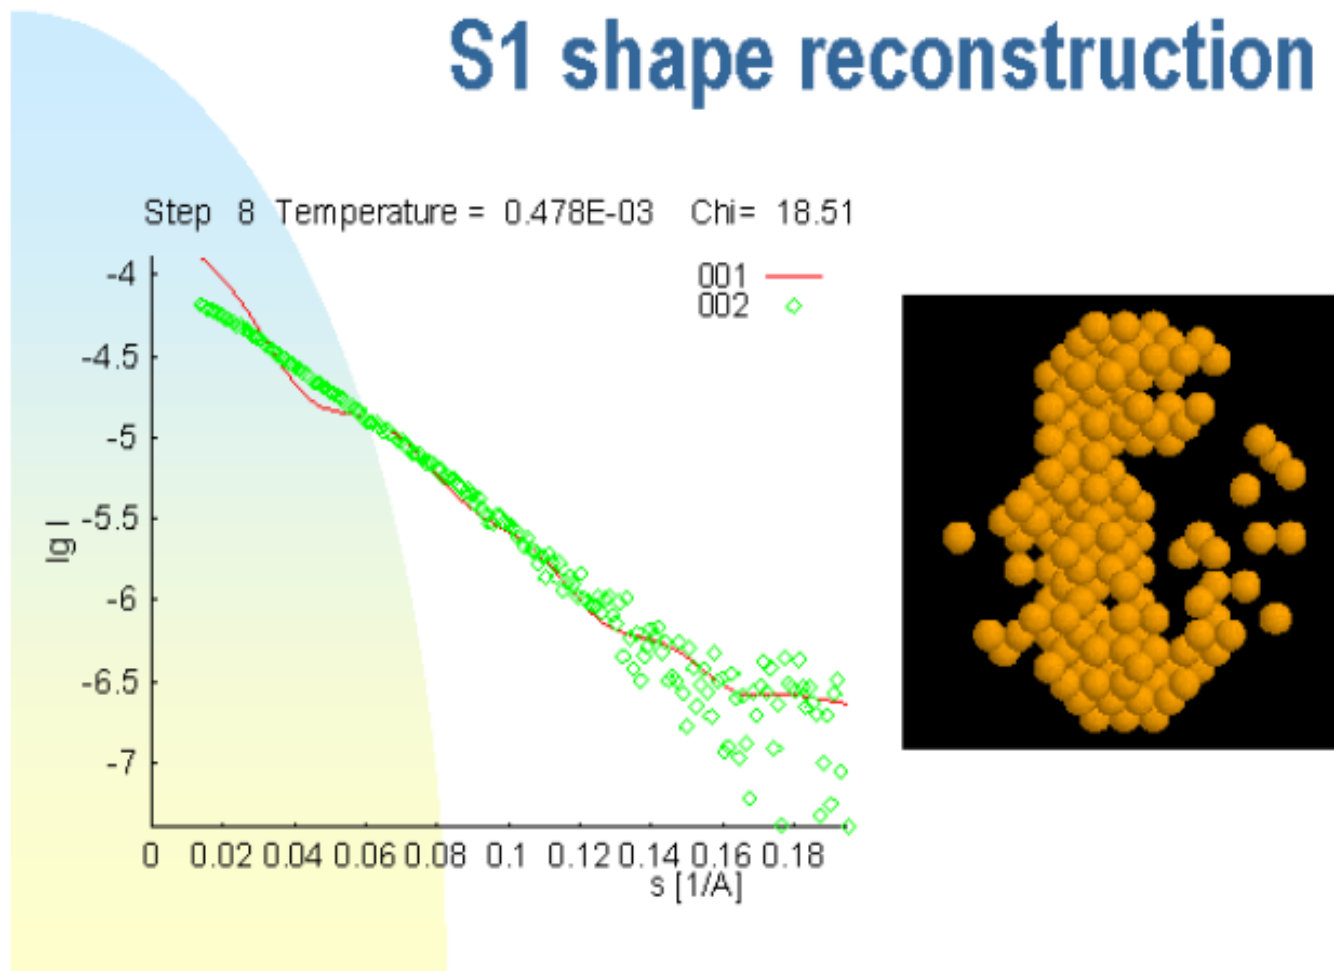 S1 shape reconstruction
Step 8 Temperature = 0.478E-03 Chi= 18.51
001
002
-4
-4.5
-5
-5.5
-6
-6.5
-7
lg I
0 0.02 0.04 0.06 0.08 0.1 0.12 0.14 0.16 0.18
s [1/A]